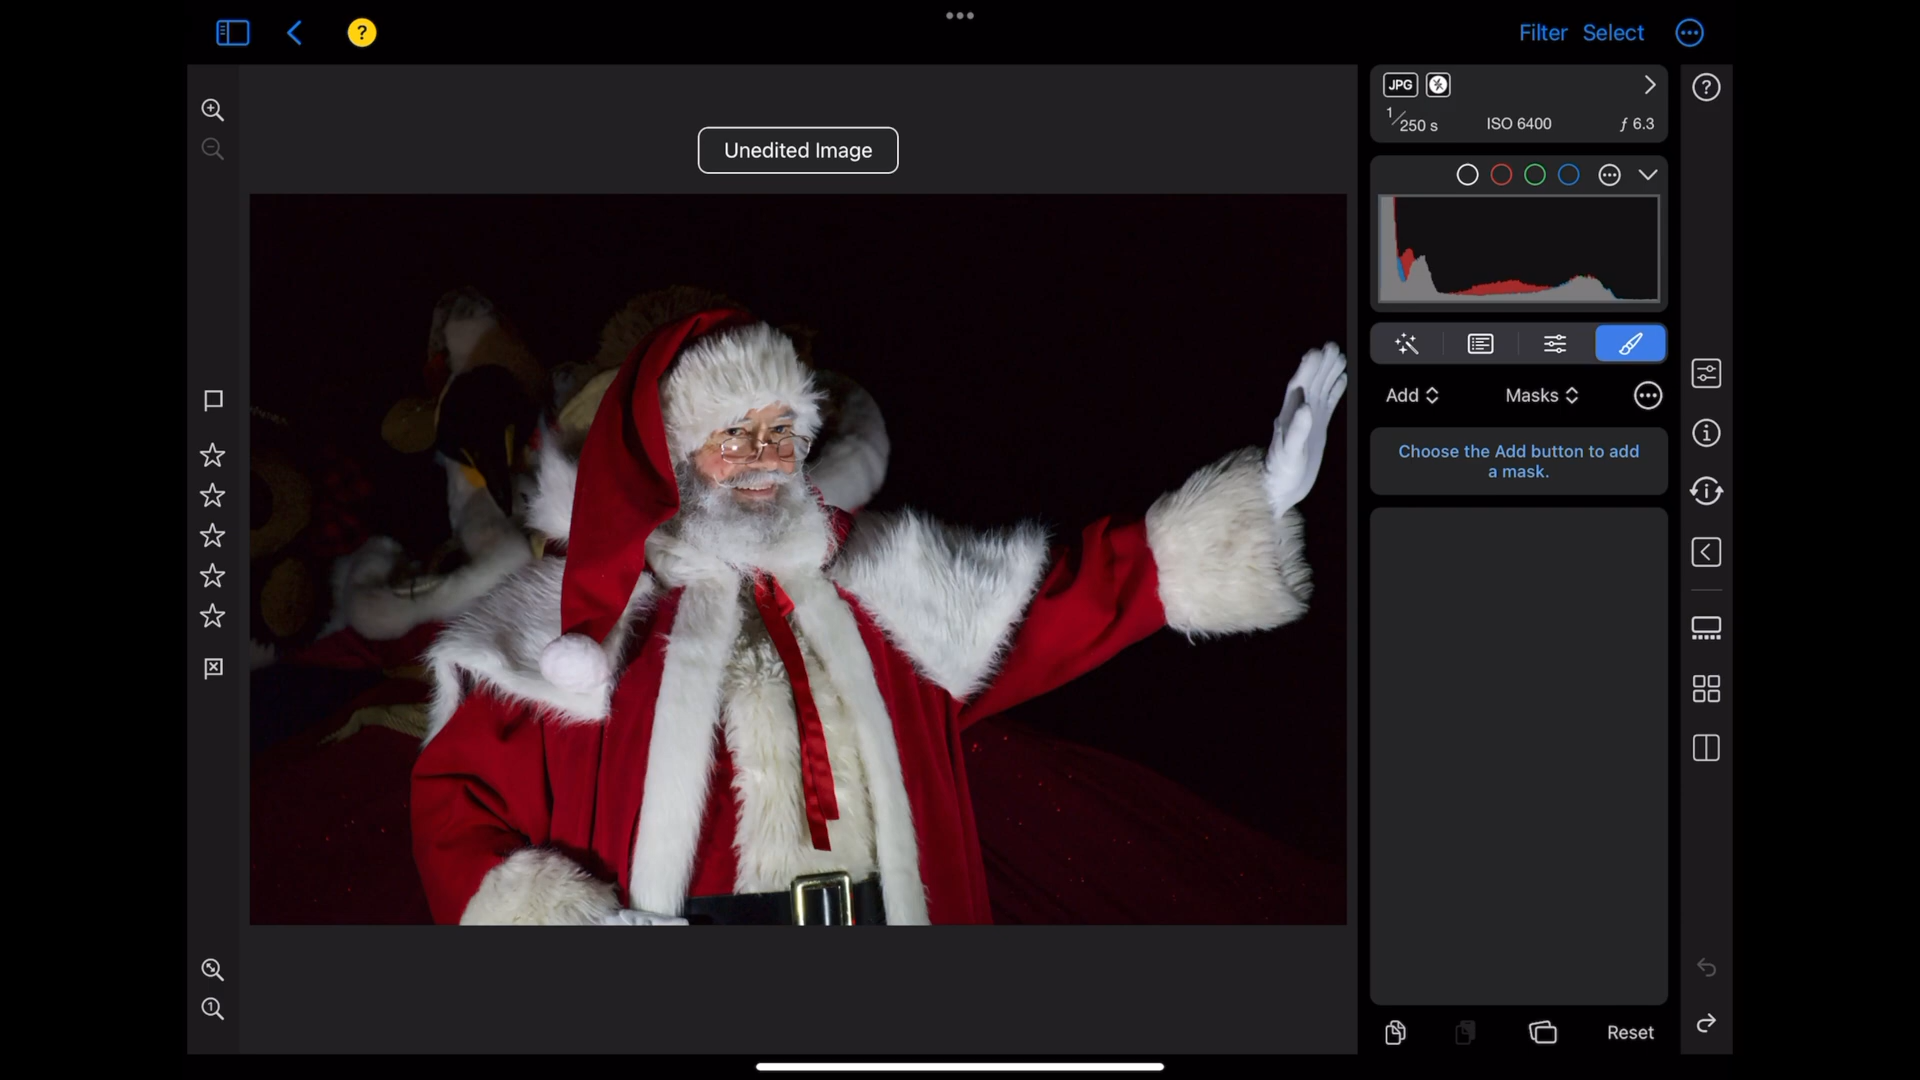 ?
Filter Select
Unedited Image
JPG
1/250 s ISO 6400 ƒ 6.3
?
Add Masks
Choose the Add button to add
a mask.
Reset